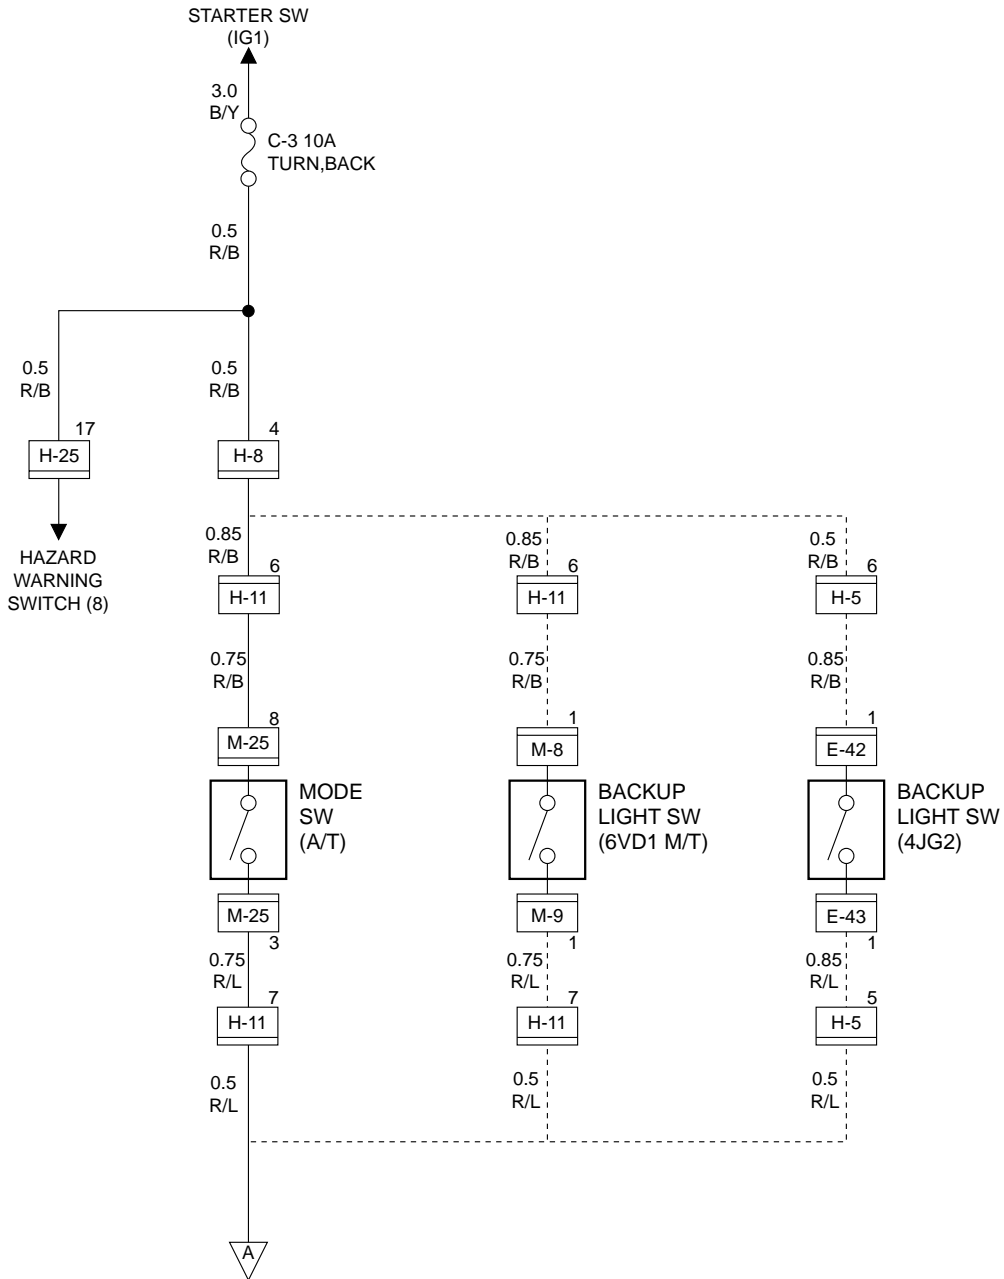 STARTER SW
(IG1)
3.0
B/Y
C-3 10A
TURN,BACK
0.5
R/B
0.5
R/B
0.5
R/B
17
H-25
4
H-8
HAZARD
WARNING
SWITCH (8)
0.85
R/B
0.85
R/B
0.5
R/B
6
H-11
6
H-11
6
H-5
0.75
R/B
0.75
R/B
0.85
R/B
8
M-25
1
M-8
1
E-42
MODE
SW
(A/T)
BACKUP
LIGHT SW
(6VD1 M/T)
BACKUP
LIGHT SW
(4JG2)
M-25
3
M-9
1
E-43
1
0.75
R/L
0.75
R/L
0.85
R/L
7
H-11
7
H-11
5
H-5
0.5
R/L
0.5
R/L
0.5
R/L
A